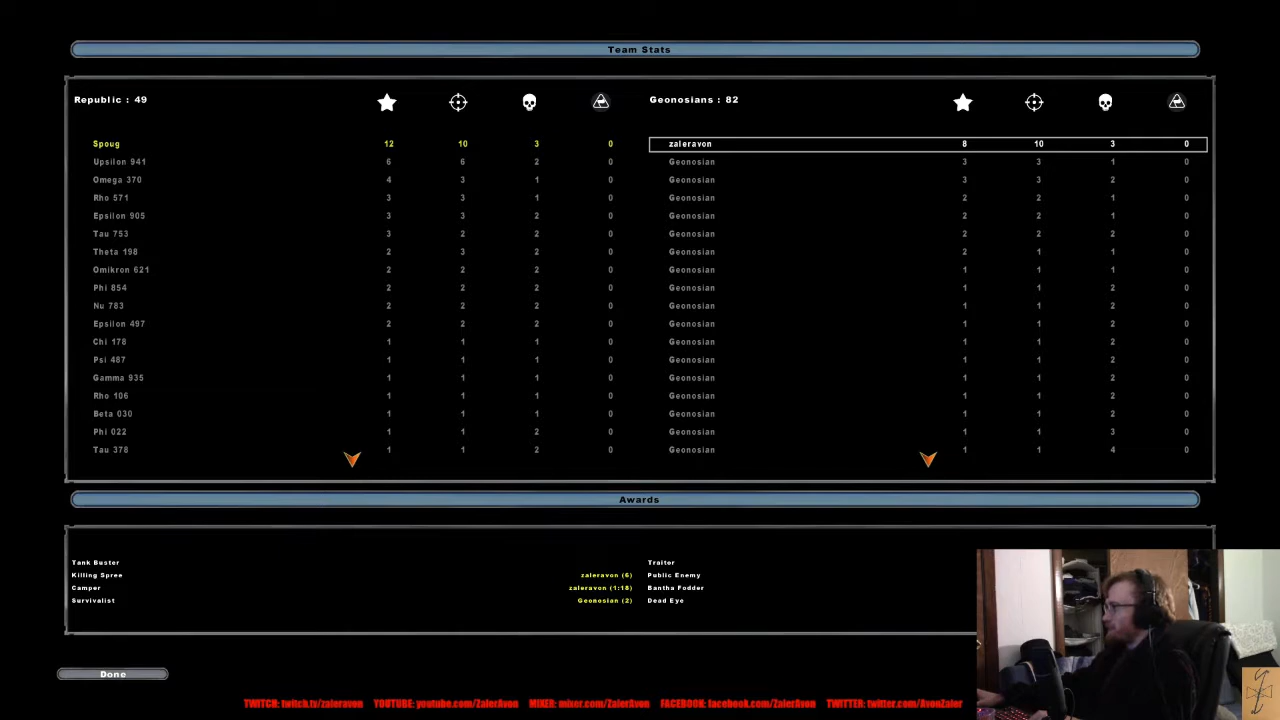 Team Stats
Republic : 49
Spoug 12 10 3 0
Upsilon 941 6 6 2 0
Omega 370 4 3 1 0
Rho 571 3 3 1 0
Epsilon 905 3 3 2 0
Tau 753 3 2 2 0
Theta 198 2 3 2 0
Omikron 621 2 2 2 0
Phi 854 2 2 2 0
Nu 783 2 2 2 0
Epsilon 497 2 2 2 0
Chi 178 1 1 1 0
Psi 487 1 1 1 0
Gamma 935 1 1 1 0
Rho 106 1 1 1 0
Beta 030 1 1 1 0
Phi 022 1 1 2 0
Tau 378 1 1 2 0
Geonosians : 82
zaleravon 8 10 3 0
Geonosian 3 3 1 0
Geonosian 3 3 2 0
Geonosian 2 2 1 0
Geonosian 2 2 1 0
Geonosian 2 2 2 0
Geonosian 2 1 1 0
Geonosian 1 1 1 0
Geonosian 1 1 2 0
Geonosian 1 1 2 0
Geonosian 1 1 2 0
Geonosian 1 1 2 0
Geonosian 1 1 2 0
Geonosian 1 1 2 0
Geonosian 1 1 2 0
Geonosian 1 1 2 0
Geonosian 1 1 3 0
Geonosian 1 1 4 0
Awards
Tank Buster
Killing Spree zaleravon (6)
Camper zaleravon (1:18)
Survivalist Geonosian (2)
Traitor
Public Enemy
Bantha Fodder
Dead Eye
Done
TWITCH: twitch.tv/zaleravon YOUTUBE: youtube.com/ZalerAvon MIXER: mixer.com/ZalerAvon FACEBOOK: facebook.com/ZalerAvon TWITTER: twitter.com/AvonZaler